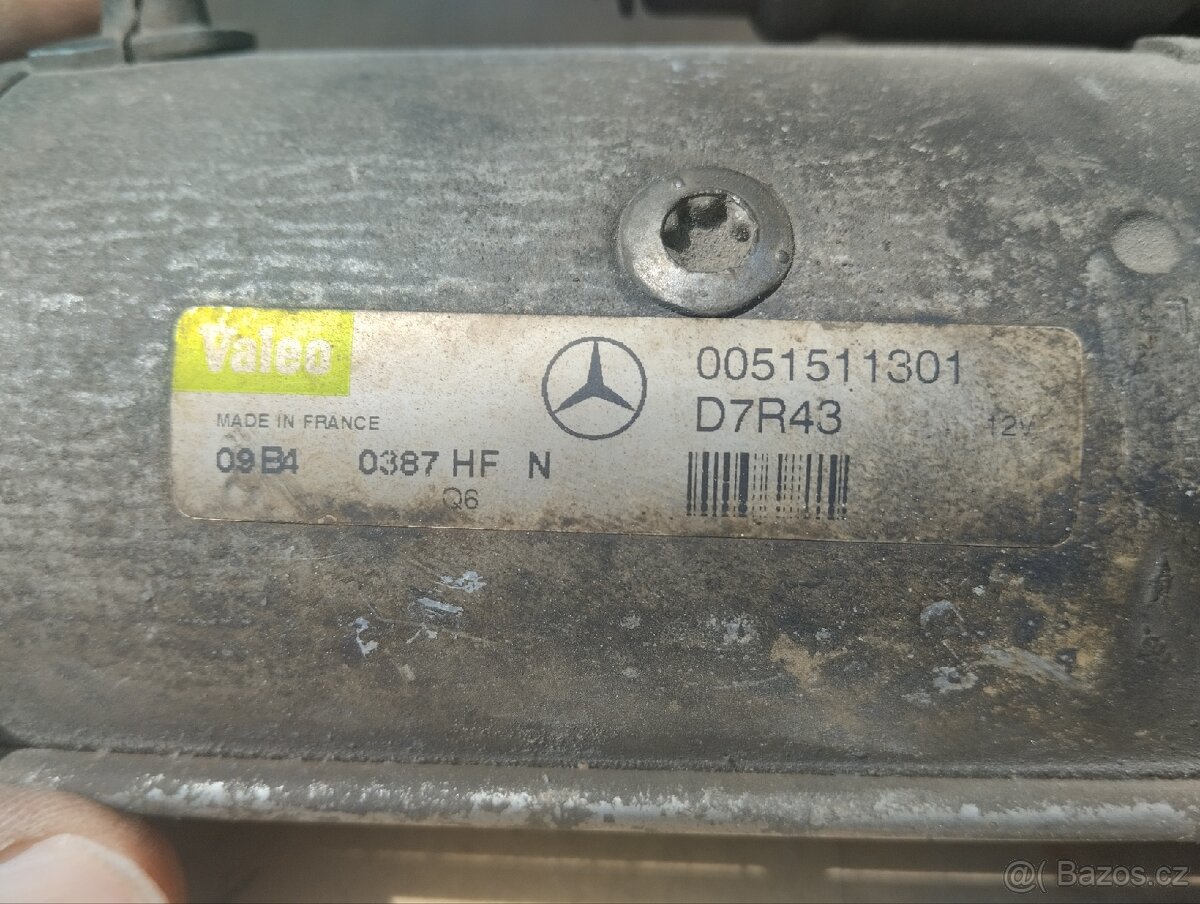 Valeo
0051511301
D7R43
12V
MADE IN FRANCE
09B4 0387 HF N
Q6
@( Bazos.cz